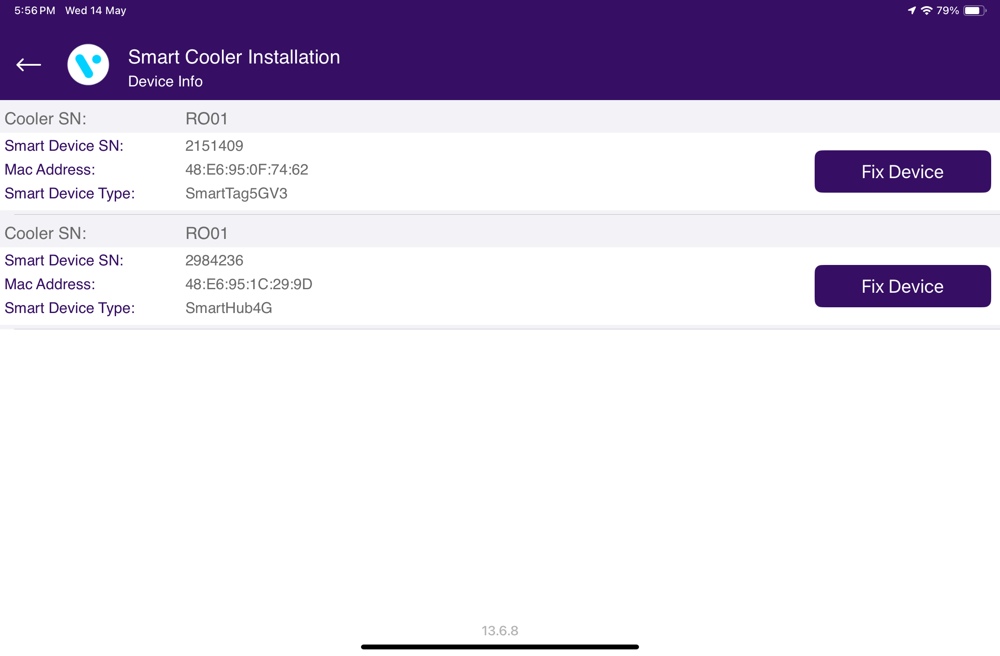 5:56 PM Wed 14 May 79%
Smart Cooler Installation
Device Info
Cooler SN: RO01
Smart Device SN: 2151409
Mac Address: 48:E6:95:0F:74:62
Smart Device Type: SmartTag5GV3
Fix Device
Cooler SN: RO01
Smart Device SN: 2984236
Mac Address: 48:E6:95:1C:29:9D
Smart Device Type: SmartHub4G
Fix Device
13.6.8